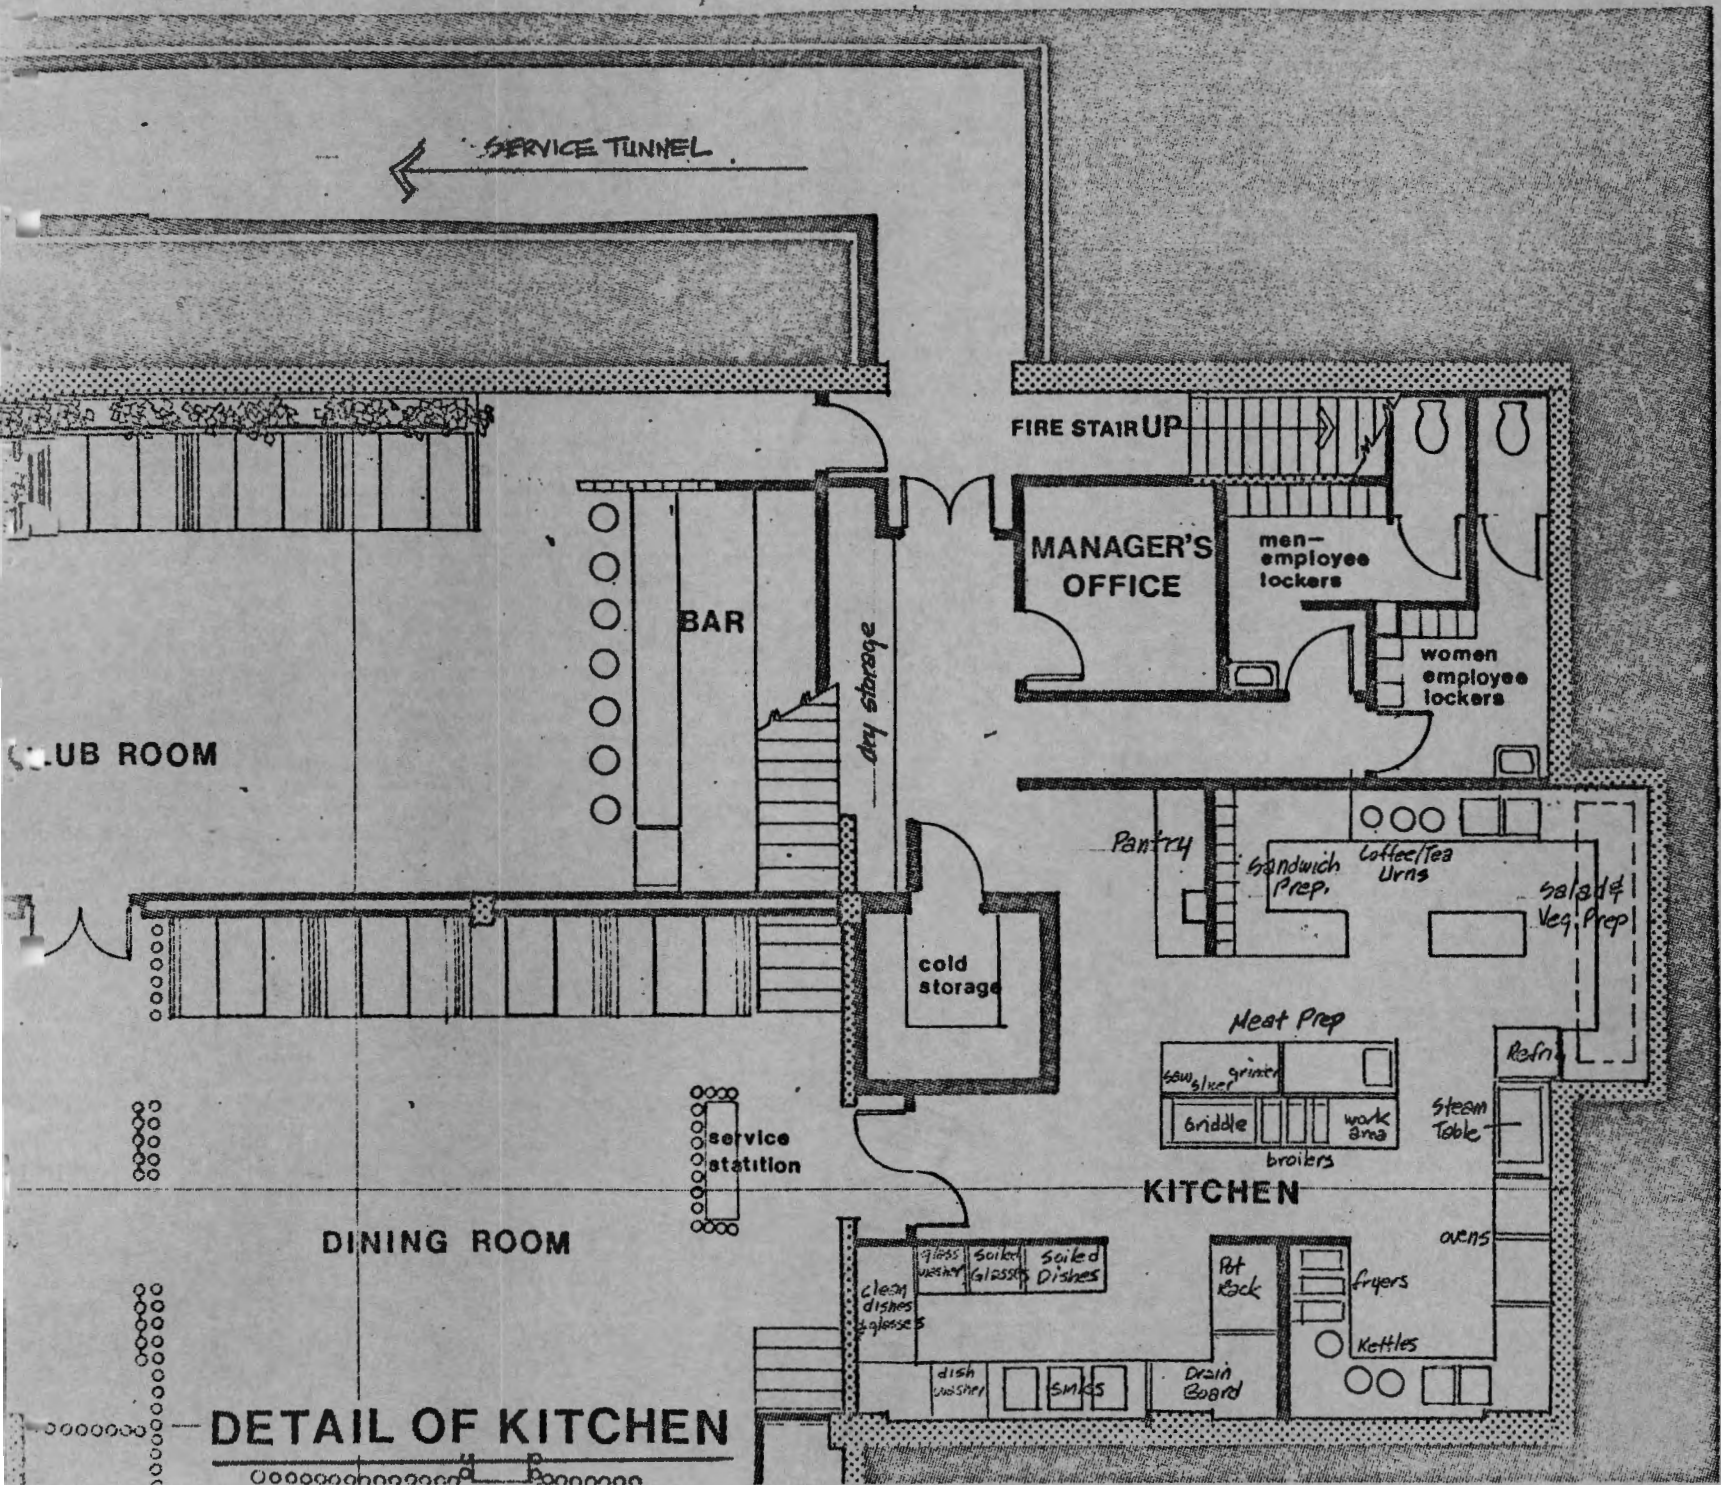 SERVICE TUNNEL
FIRE STAIR UP
MANAGER'S
OFFICE
men-
employee
lockers
BAR
dry storage
women
employee
lockers
LUB ROOM
Pantry
Sandwich
Prep.
Coffee/Tea
Urns
Salad &
Veg Prep
cold
storage
Meat Prep
Refri
saw
slicer
grinder
Griddle
work
area
broilers
Steam
Table
service
statition
KITCHEN
DINING ROOM
ovens
glass
washer
Soiled
Glasses
Soiled
Dishes
Pot
Rack
fryers
clean
dishes
& glasses
Kettles
dish
washer
sinks
Drain
Board
DETAIL OF KITCHEN